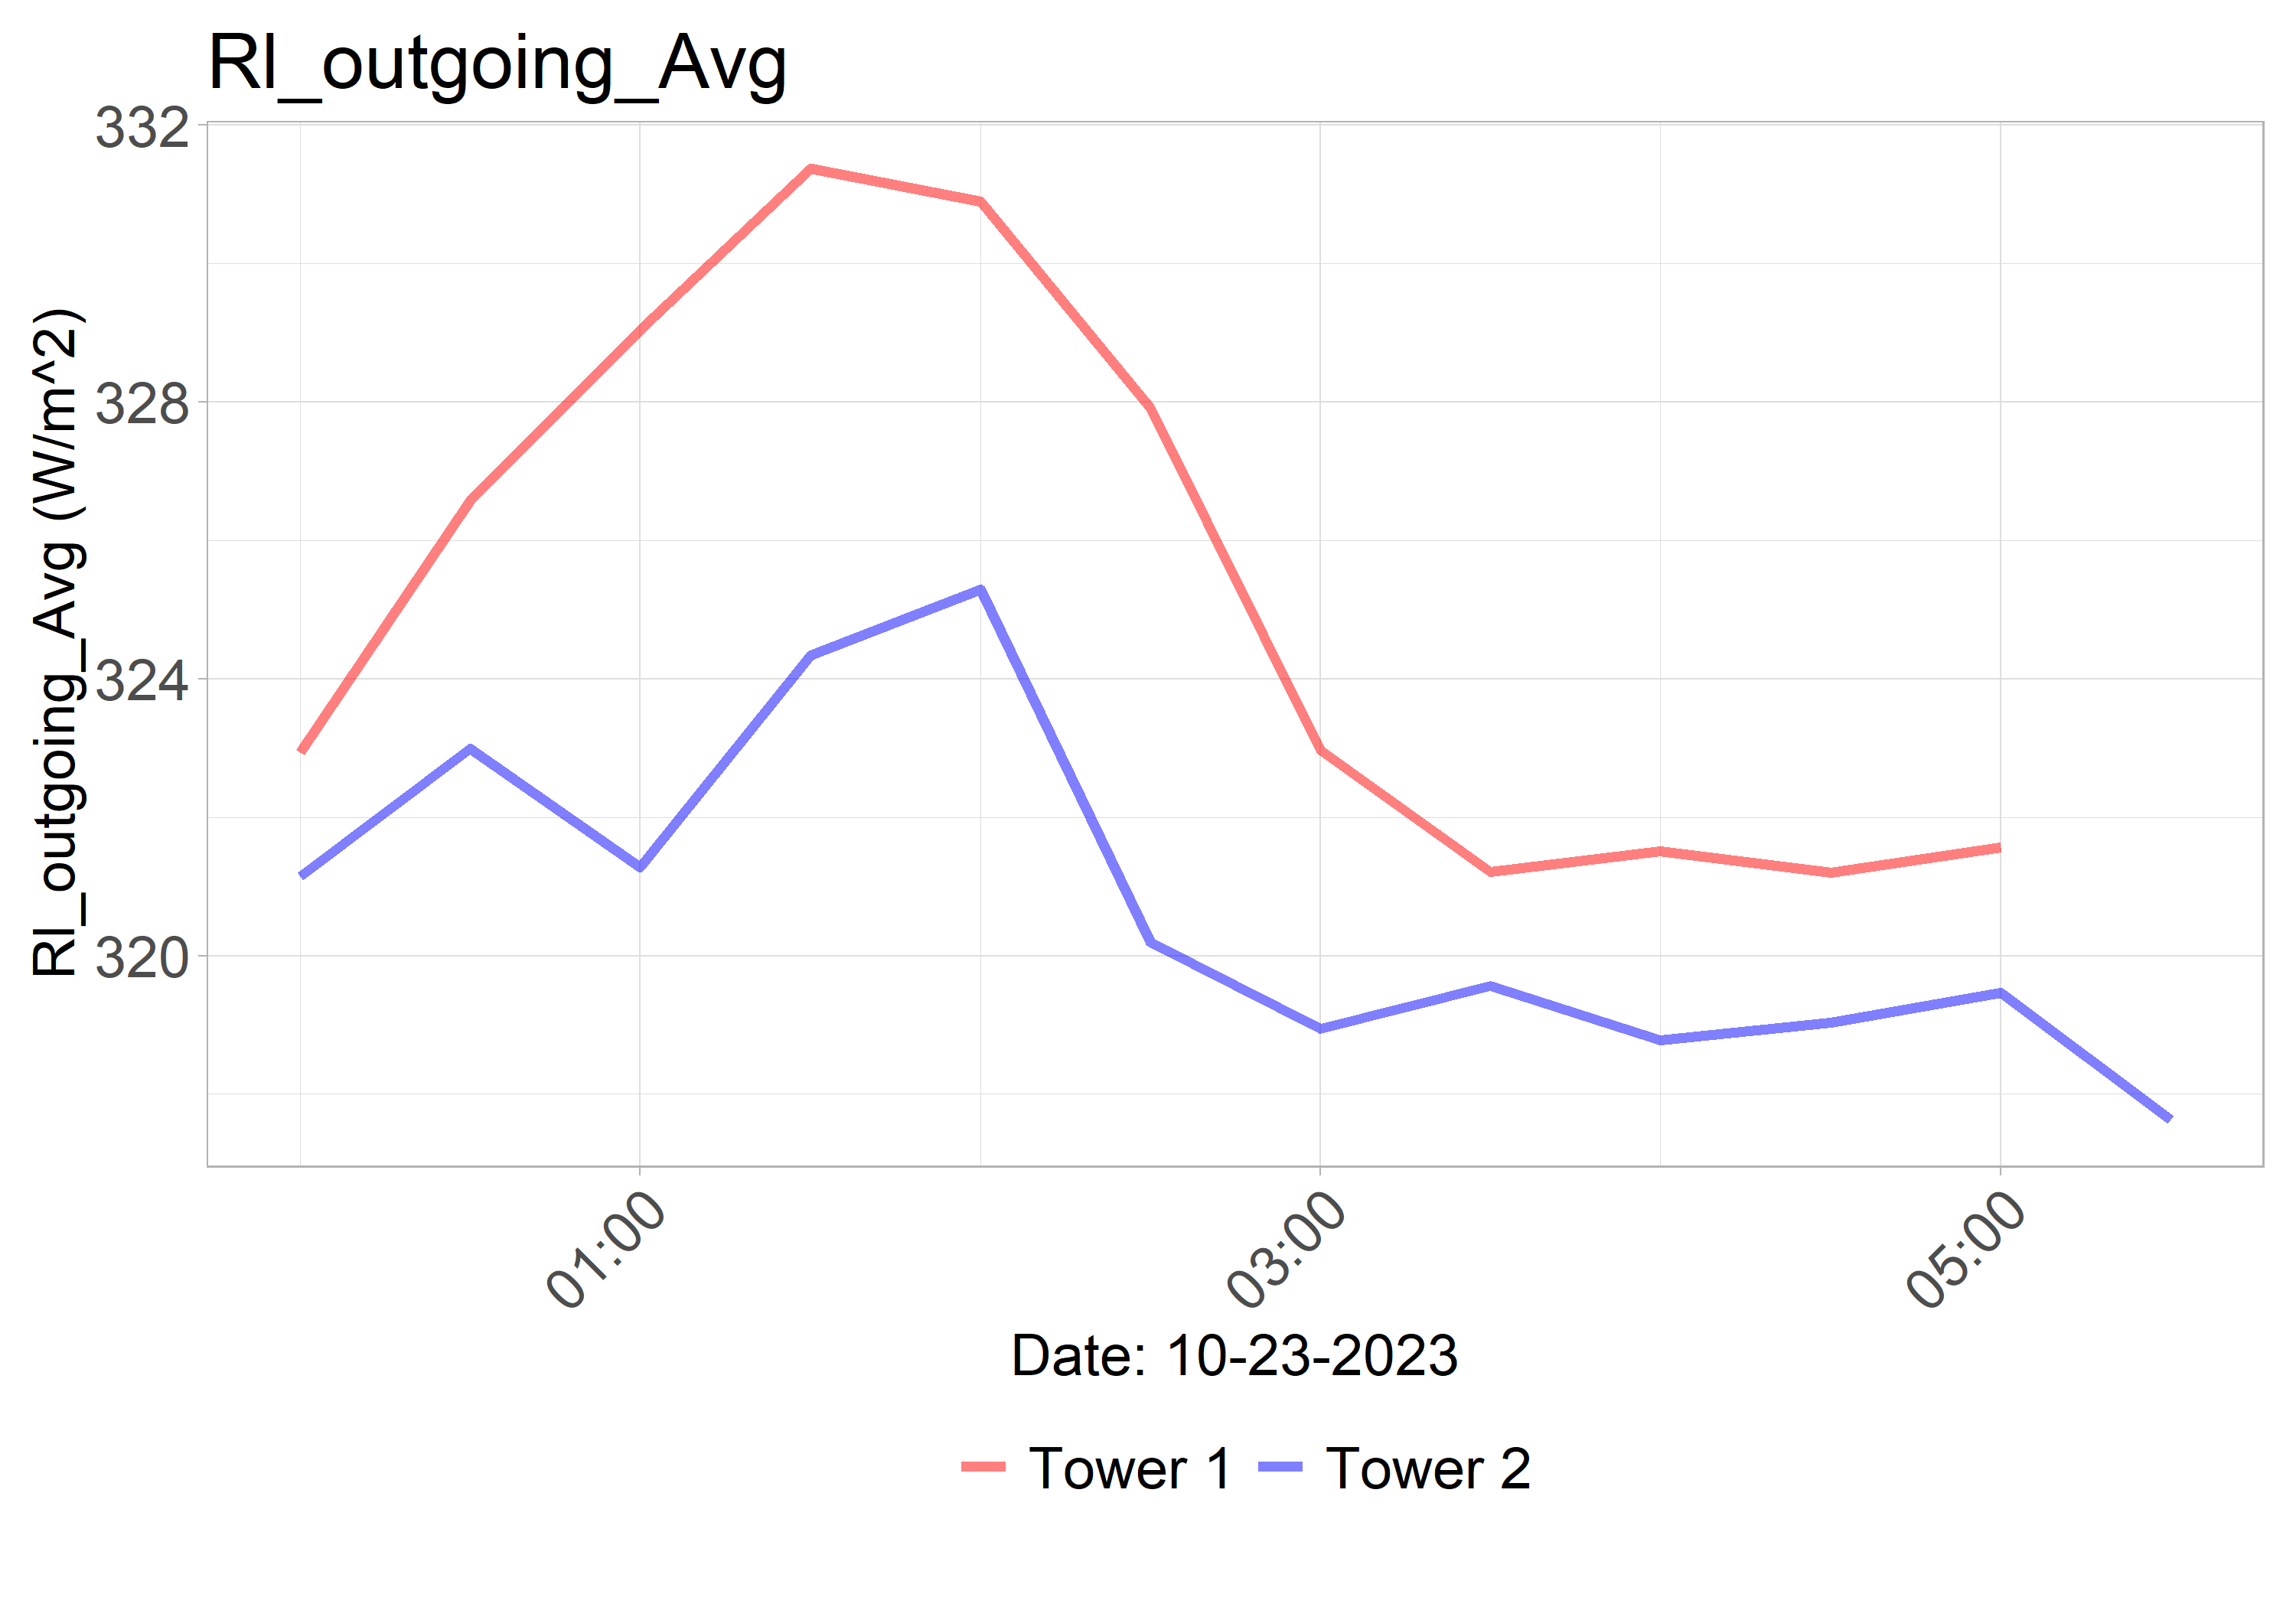 Rl_outgoing_Avg
Rl_outgoing_Avg (W/m^2)
332
328
324
320
01:00
03:00
05:00
Date: 10-23-2023
Tower 1
Tower 2